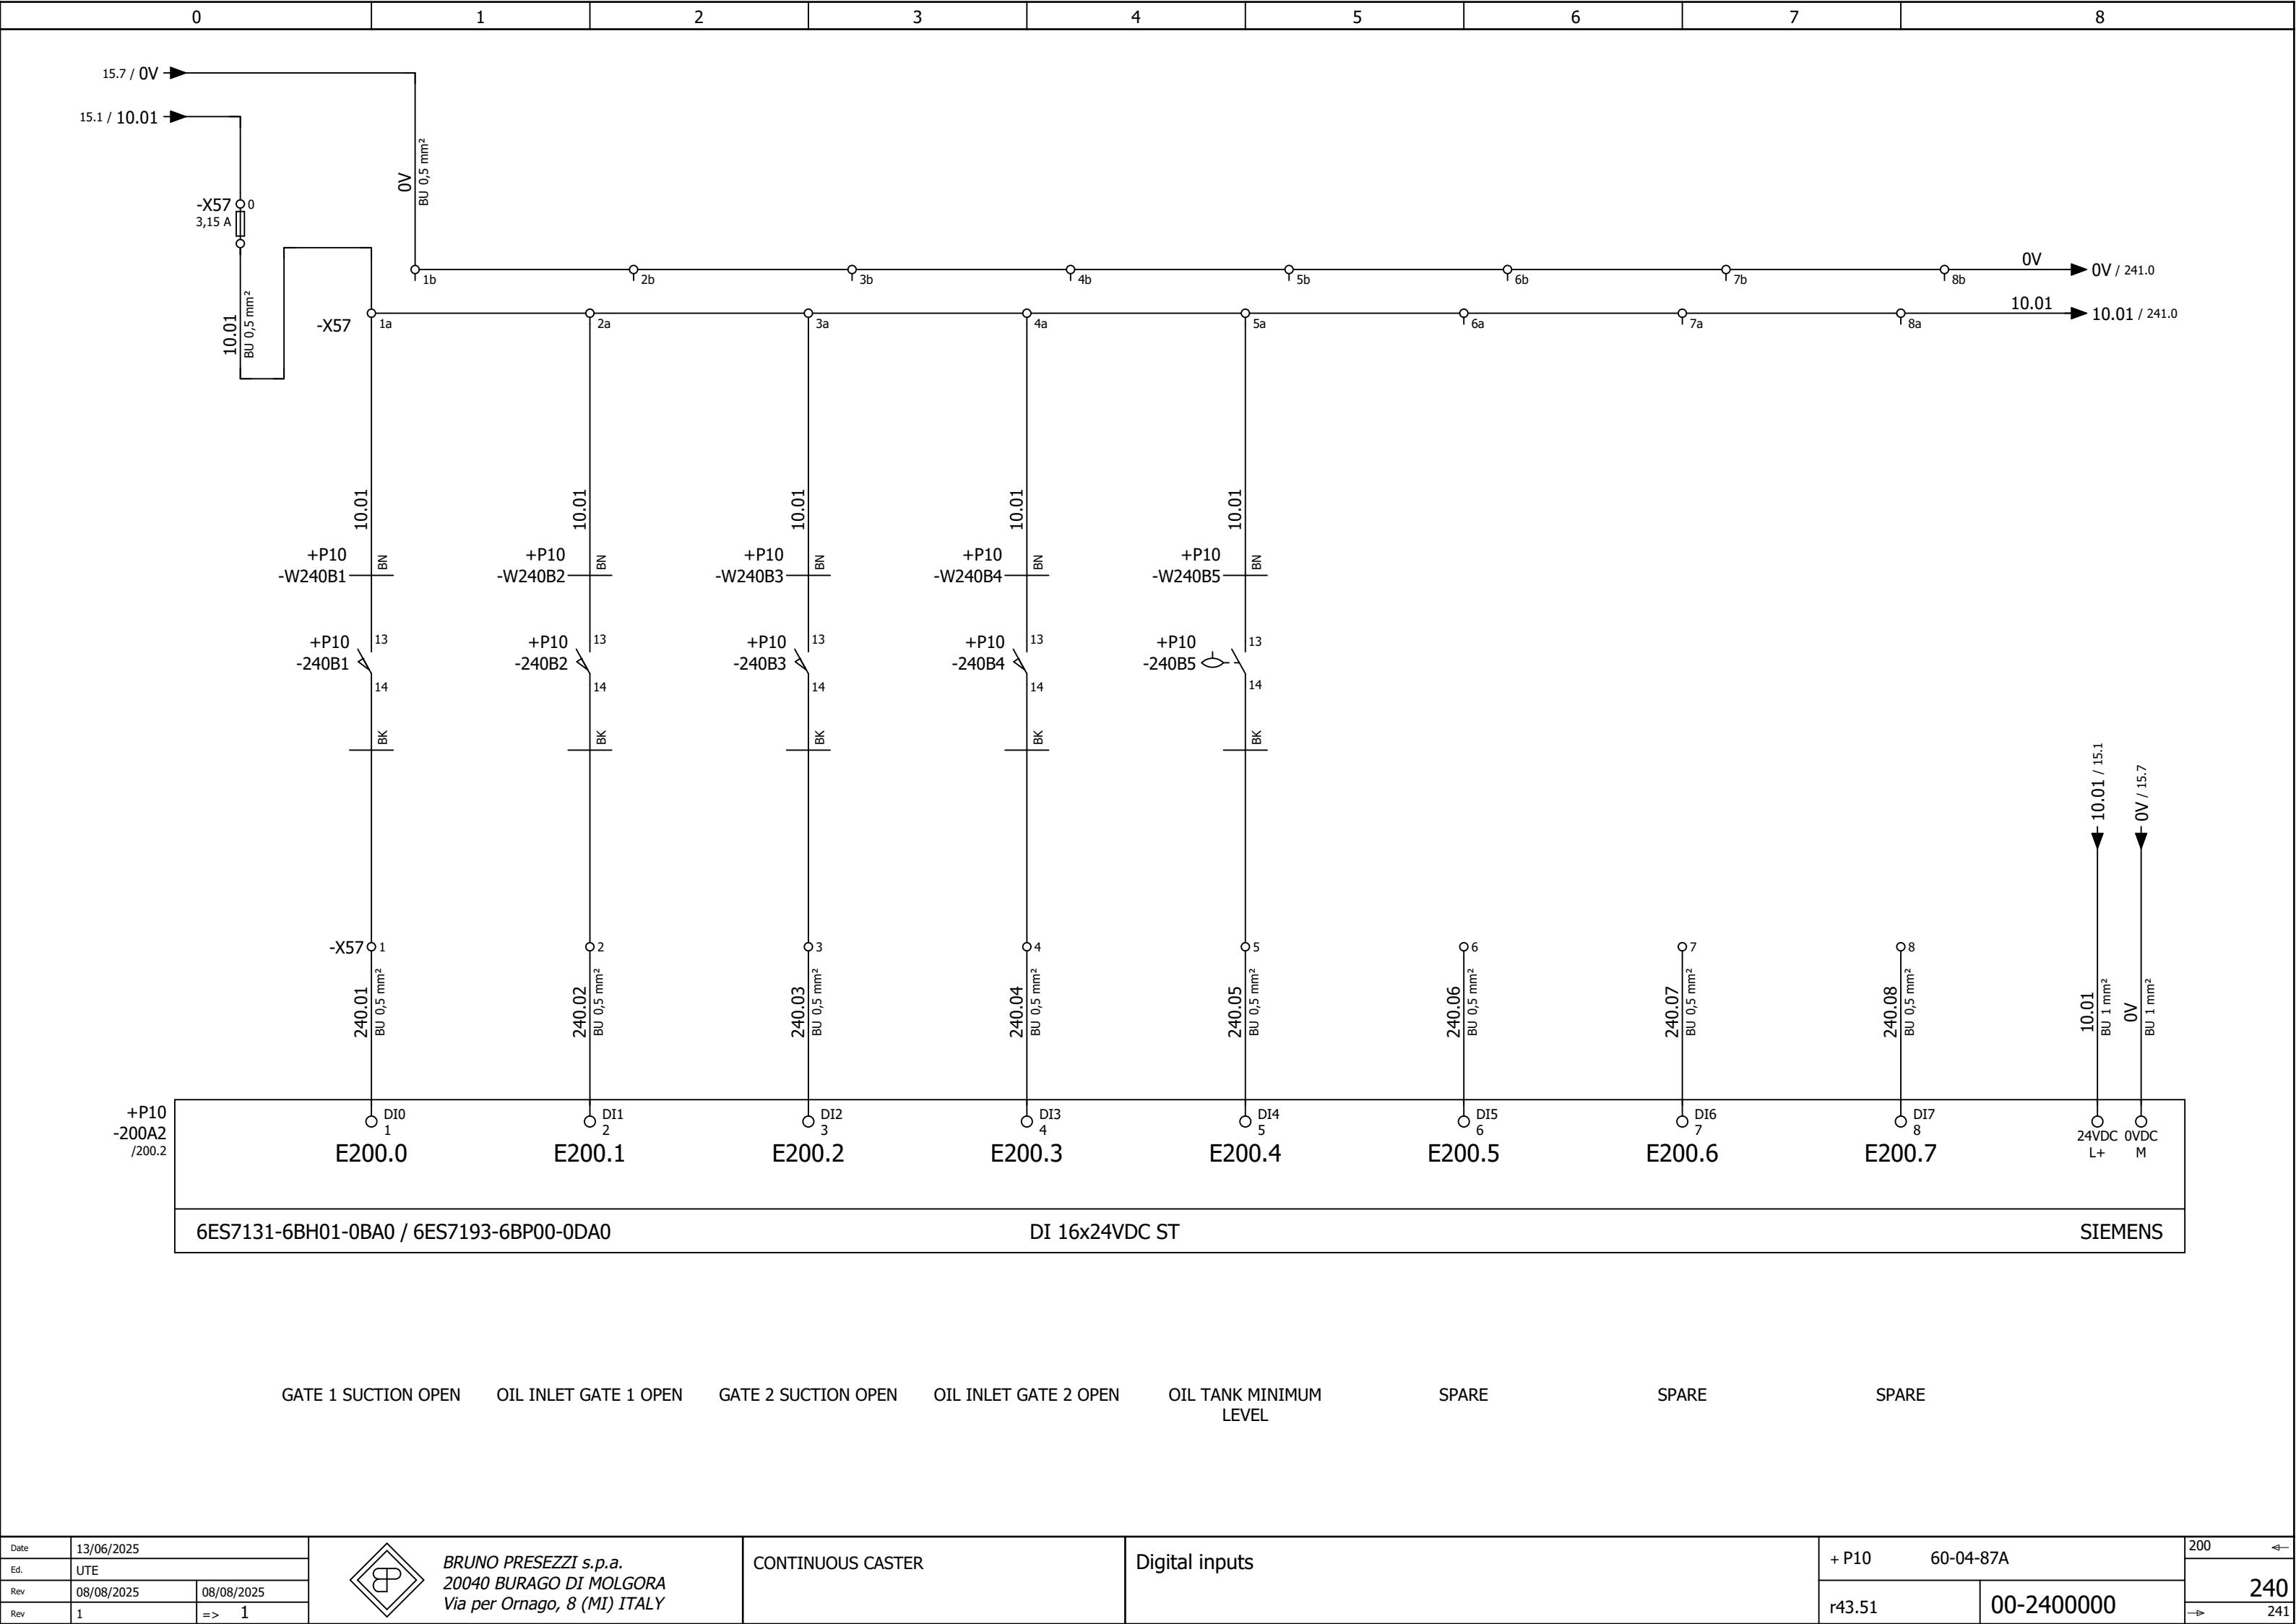 0 1 2 3 4 5 6 7 8
15.7 / 0V
15.1 / 10.01
0V
BU 0,5 mm²
-X57 0
3,15 A
10.01
BU 0,5 mm²
1b 2b 3b 4b 5b 6b 7b 8b
0V
0V / 241.0
-X57
1a 2a 3a 4a 5a 6a 7a 8a
10.01
10.01 / 241.0
10.01 10.01 10.01 10.01 10.01
+P10 BN +P10 BN +P10 BN +P10 BN +P10 BN
-W240B1 -W240B2 -W240B3 -W240B4 -W240B5
+P10 13 +P10 13 +P10 13 +P10 13 +P10 13
-240B1 -240B2 -240B3 -240B4 -240B5
14 14 14 14 14
BK BK BK BK BK
10.01 / 15.1
0V / 15.7
-X57 1 2 3 4 5 6 7 8
240.01 BU 0,5 mm²
240.02 BU 0,5 mm²
240.03 BU 0,5 mm²
240.04 BU 0,5 mm²
240.05 BU 0,5 mm²
240.06 BU 0,5 mm²
240.07 BU 0,5 mm²
240.08 BU 0,5 mm²
10.01 BU 1 mm²
0V BU 1 mm²
+P10
-200A2
/200.2
DI0 DI1 DI2 DI3 DI4 DI5 DI6 DI7
1 2 3 4 5 6 7 8
24VDC 0VDC
L+ M
E200.0 E200.1 E200.2 E200.3 E200.4 E200.5 E200.6 E200.7
6ES7131-6BH01-0BA0 / 6ES7193-6BP00-0DA0 DI 16x24VDC ST SIEMENS
GATE 1 SUCTION OPEN OIL INLET GATE 1 OPEN GATE 2 SUCTION OPEN OIL INLET GATE 2 OPEN OIL TANK MINIMUM SPARE SPARE SPARE
LEVEL
Date 13/06/2025
Ed. UTE
Rev 08/08/2025 08/08/2025
Rev 1 => 1
BP
BRUNO PRESEZZI s.p.a.
20040 BURAGO DI MOLGORA
Via per Ornago, 8 (MI) ITALY
CONTINUOUS CASTER
Digital inputs
+ P10 60-04-87A
r43.51 00-2400000
200
240
241